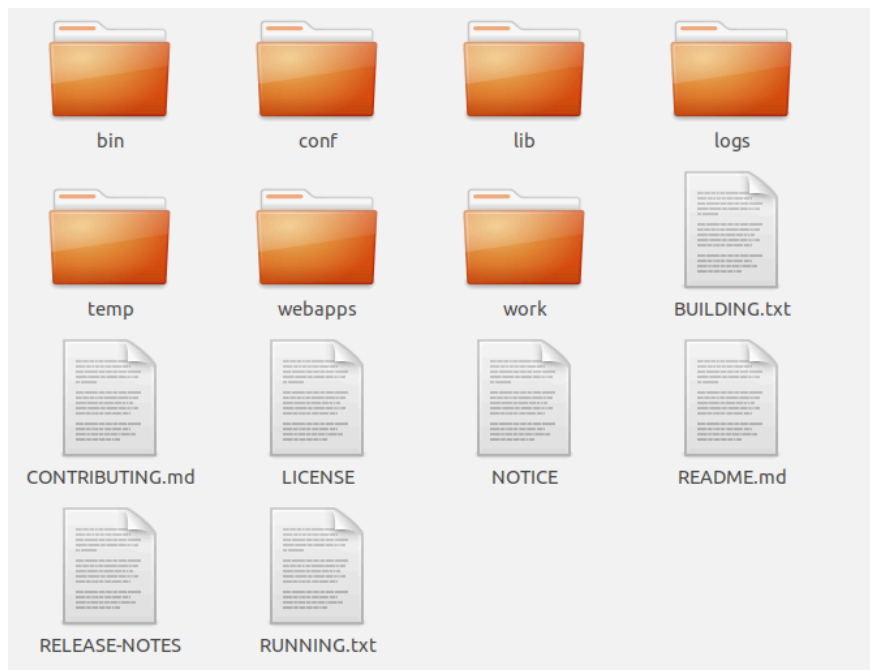 bin
conf
lib
logs
temp
webapps
work
BUILDING.txt
CONTRIBUTING.md
LICENSE
NOTICE
README.md
RELEASE-NOTES
RUNNING.txt